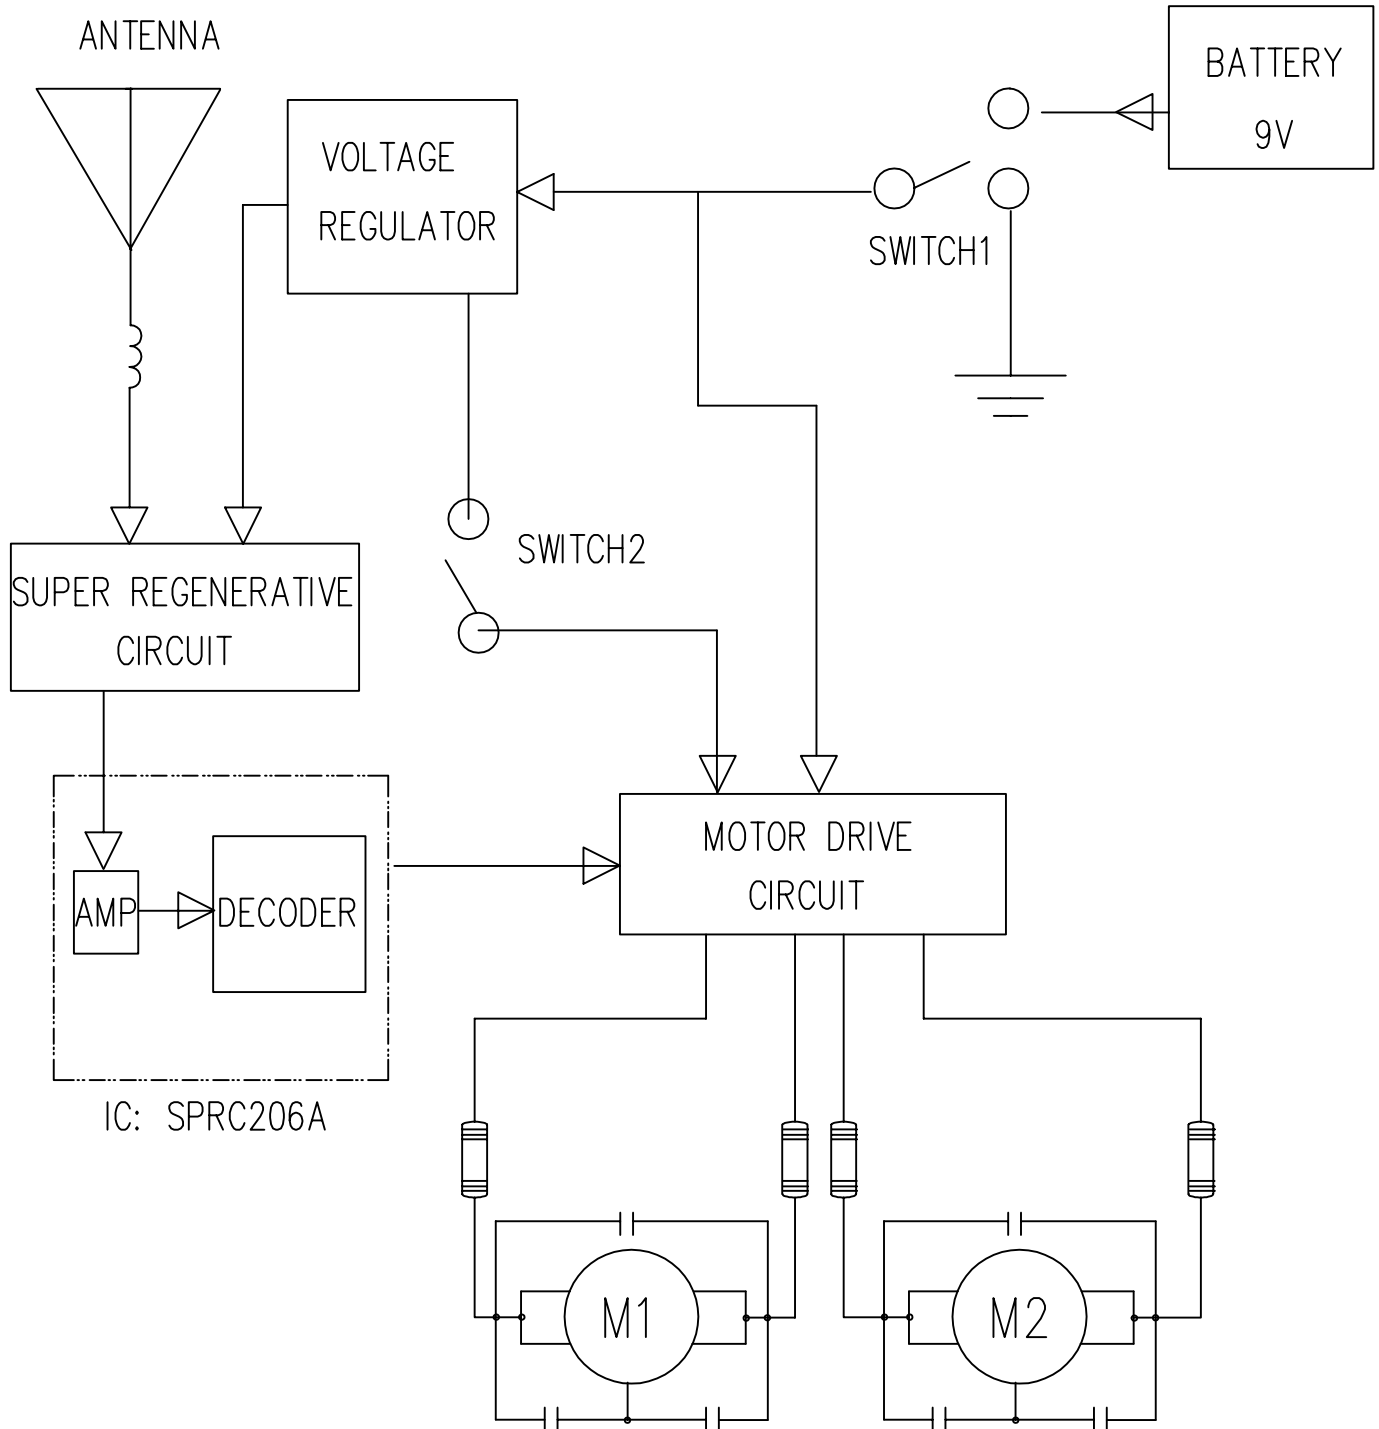 ANTENNA
BATTERY
9V
VOLTAGE
REGULATOR
SWITCH1
SWITCH2
SUPER REGENERATIVE
CIRCUIT
MOTOR DRIVE
CIRCUIT
AMP
DECODER
IC: SPRC206A
M1
M2